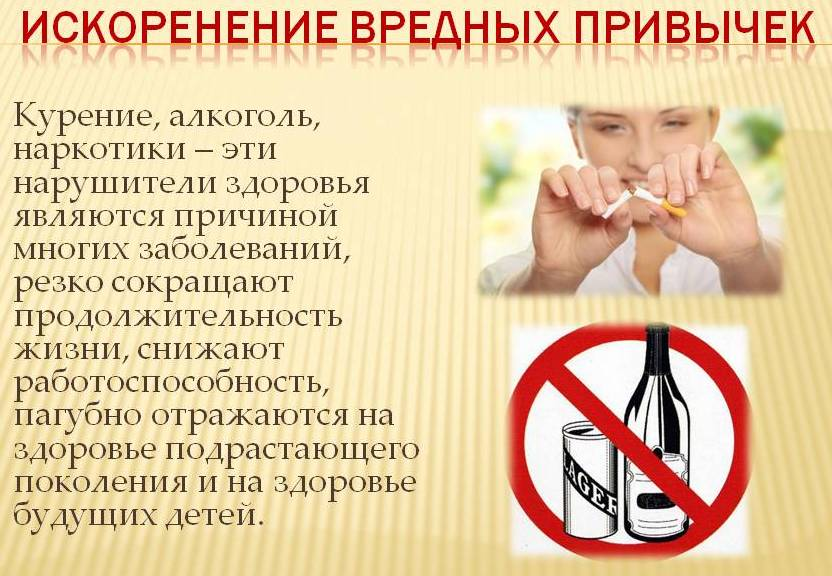 ИСКОРЕНЕНИЕ ВРЕДНЫХ ПРИВЫЧЕК
Курение, алкоголь,
наркотики – эти
нарушители здоровья
являются причиной
многих заболеваний,
резко сокращают
продолжительность
жизни, снижают
работоспособность,
пагубно отражаются на
здоровье подрастающего
поколения и на здоровье
будущих детей.
LAGER